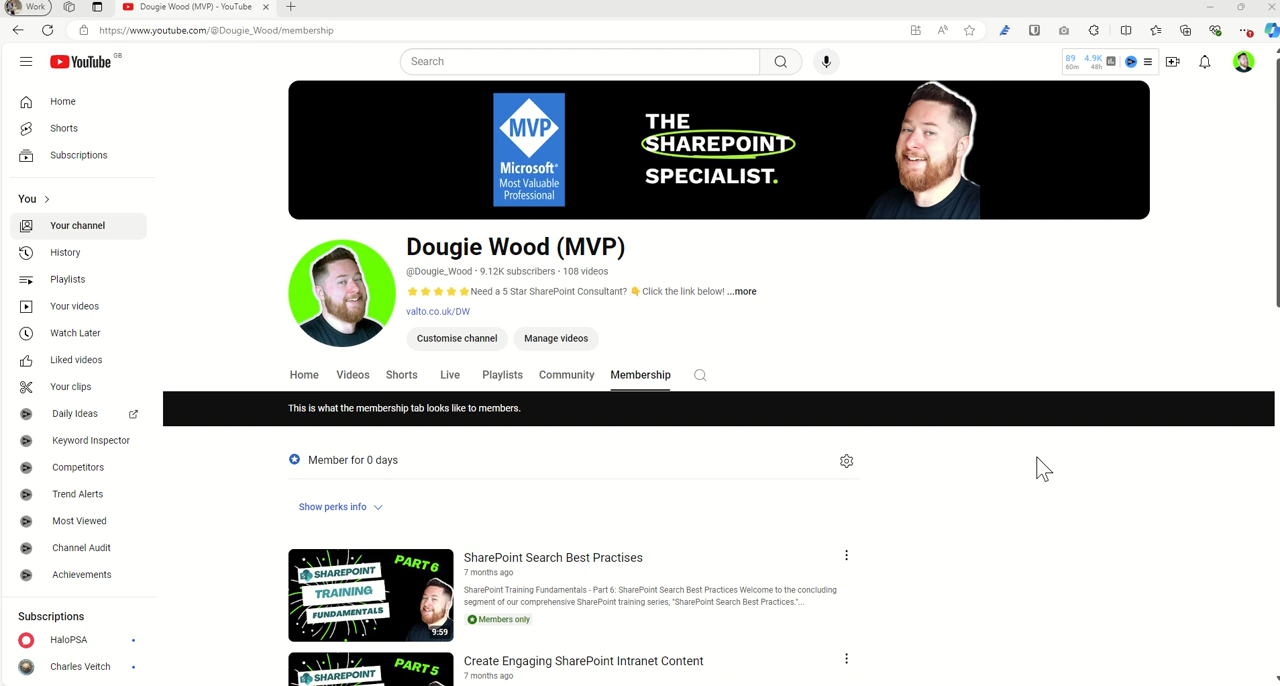 Work
Dougie Wood (MVP) - YouTube
https://www.youtube.com/@Dougie_Wood/membership
YouTube GB
Search
89 4.9K
60m 48h
Home
Shorts
Subscriptions
You
Your channel
History
Playlists
Your videos
Watch Later
Liked videos
Your clips
Daily Ideas
Keyword Inspector
Competitors
Trend Alerts
Most Viewed
Channel Audit
Achievements
Subscriptions
HaloPSA
Charles Veitch
MVP
Microsoft®
Most Valuable
Professional
THE
SHAREPOINT
SPECIALIST.
Dougie Wood (MVP)
@Dougie_Wood · 9.12K subscribers · 108 videos
⭐⭐⭐⭐⭐Need a 5 Star SharePoint Consultant? 👇Click the link below! ...more
valto.co.uk/DW
Customise channel
Manage videos
Home Videos Shorts Live Playlists Community Membership
This is what the membership tab looks like to members.
Member for 0 days
Show perks info
PART 6
SHAREPOINT
TRAINING
FUNDAMENTALS
9:59
SharePoint Search Best Practises
7 months ago
SharePoint Training Fundamentals - Part 6: SharePoint Search Best Practices Welcome to the concluding
segment of our comprehensive SharePoint training series, "SharePoint Search Best Practices."...
Members only
PART 5
SHAREPOINT
Create Engaging SharePoint Intranet Content
7 months ago